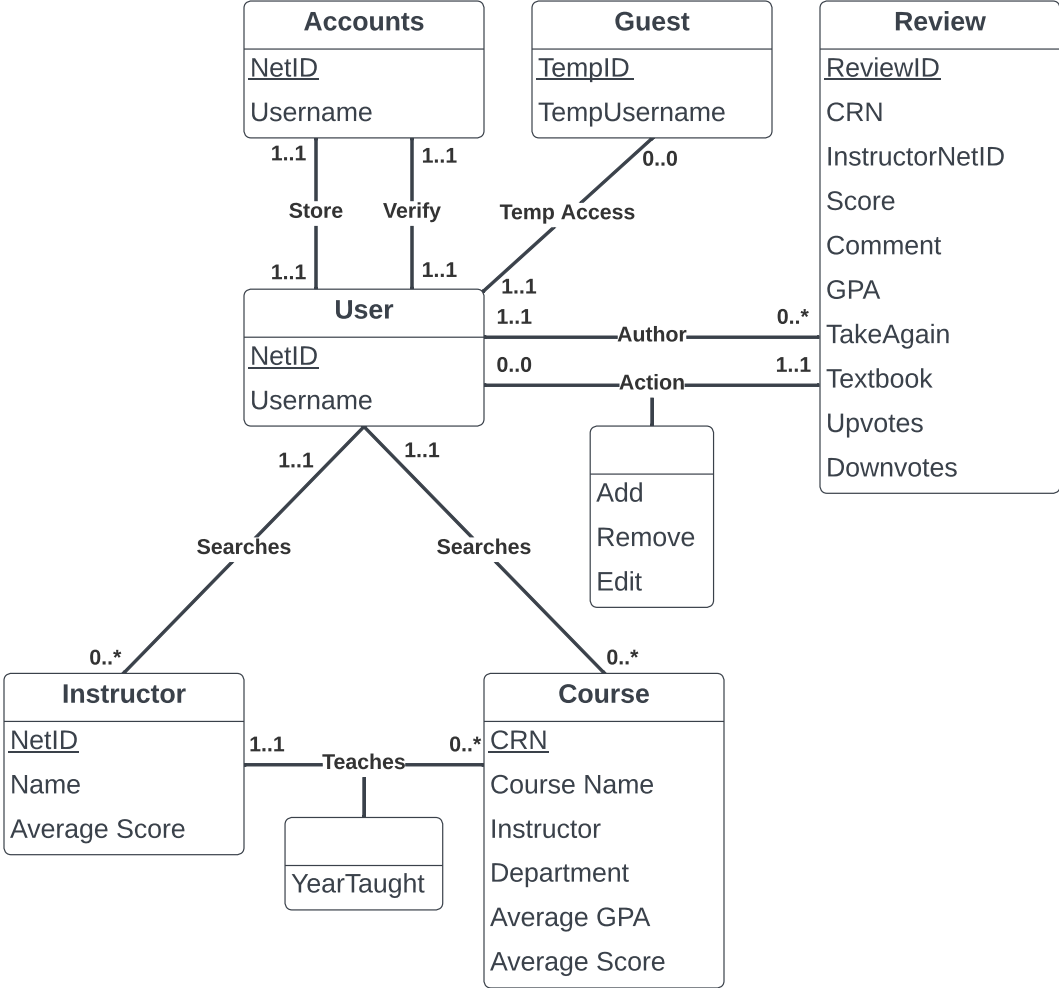 Accounts
NetID
Username
Guest
TempID
TempUsername
Review
ReviewID
CRN
InstructorNetID
Score
Comment
GPA
TakeAgain
Textbook
Upvotes
Downvotes
1..1
1..1
0..0
Store
Verify
Temp Access
1..1
1..1
1..1
User
NetID
Username
1..1
Author
0..*
0..0
Action
1..1
Add
Remove
Edit
1..1
1..1
Searches
Searches
0..*
0..*
Instructor
NetID
Name
Average Score
1..1
Teaches
0..*
YearTaught
Course
CRN
Course Name
Instructor
Department
Average GPA
Average Score